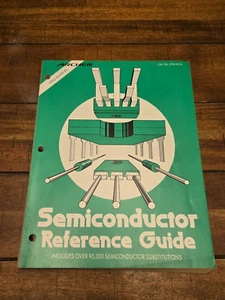 ARCHER
Semiconductor
Reference Guide
INCLUDES OVER 95,000 SEMICONDUCTOR SUBSTITUTIONS